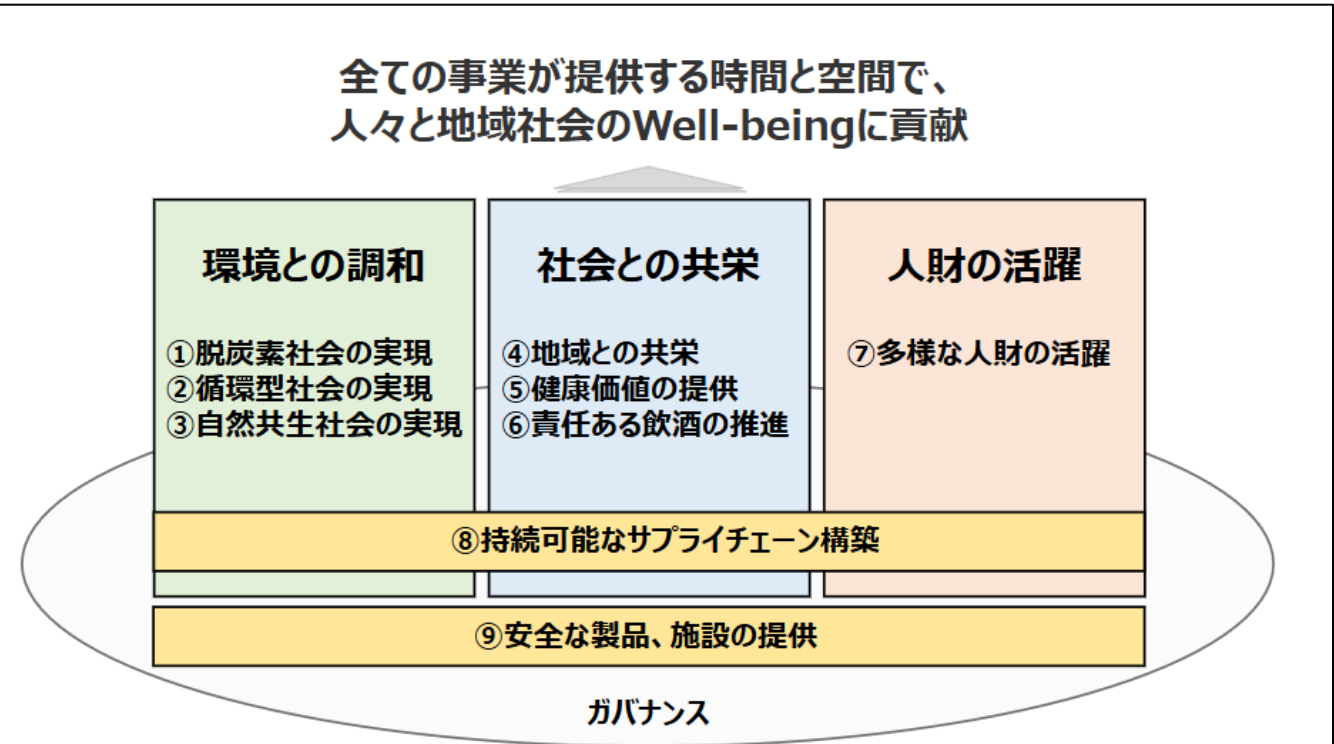 全ての事業が提供する時間と空間で、
人々と地域社会のWell-beingに貢献
環境との調和
①脱炭素社会の実現
②循環型社会の実現
③自然共生社会の実現
社会との共栄
④地域との共栄
⑤健康価値の提供
⑥責任ある飲酒の推進
人財の活躍
⑦多様な人財の活躍
⑧持続可能なサプライチェーン構築
⑨安全な製品、施設の提供
ガバナンス